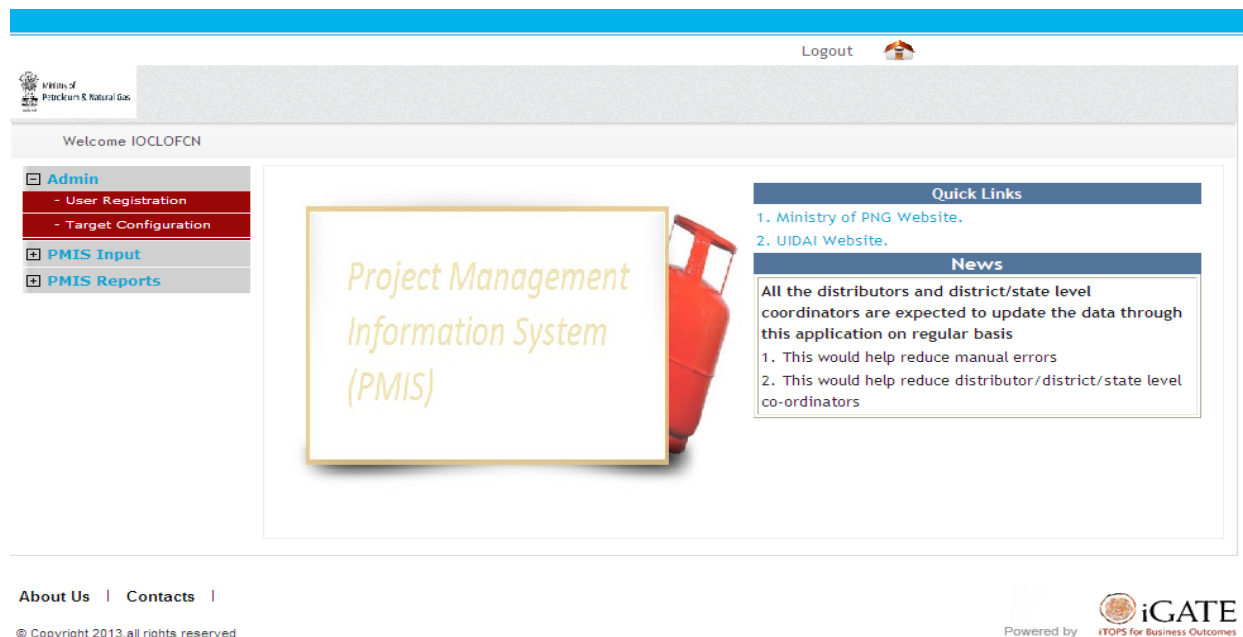 Logout
Ministry of
Petroleum & Natural Gas
Welcome IOCLOFCN
Admin
- User Registration
- Target Configuration
PMIS Input
PMIS Reports
Project Management
Information System
(PMIS)
Quick Links
1. Ministry of PNG Website.
2. UIDAI Website.
News
All the distributors and district/state level
coordinators are expected to update the data through
this application on regular basis
1. This would help reduce manual errors
2. This would help reduce distributor/district/state level
co-ordinators
About Us | Contacts |
© Copyright 2013,all rights reserved
Powered by
iGATE
iTOPS for Business Outcomes